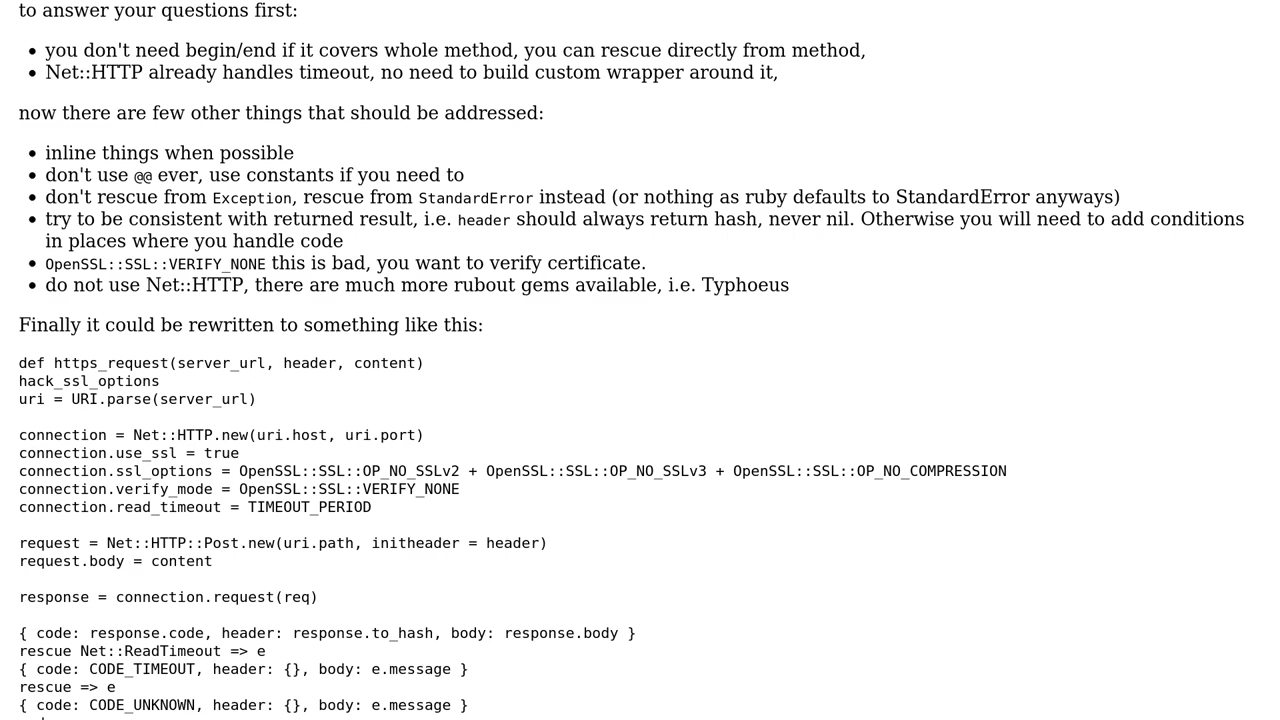 to answer your questions first:
• you don't need begin/end if it covers whole method, you can rescue directly from method,
• Net::HTTP already handles timeout, no need to build custom wrapper around it,
now there are few other things that should be addressed:
• inline things when possible
• don't use @@ ever, use constants if you need to
• don't rescue from Exception, rescue from StandardError instead (or nothing as ruby defaults to StandardError anyways)
• try to be consistent with returned result, i.e. header should always return hash, never nil. Otherwise you will need to add conditions
in places where you handle code
• OpenSSL::SSL::VERIFY_NONE this is bad, you want to verify certificate.
• do not use Net::HTTP, there are much more rubout gems available, i.e. Typhoeus
Finally it could be rewritten to something like this:
def https_request(server_url, header, content)
hack_ssl_options
uri = URI.parse(server_url)
connection = Net::HTTP.new(uri.host, uri.port)
connection.use_ssl = true
connection.ssl_options = OpenSSL::SSL::OP_NO_SSLv2 + OpenSSL::SSL::OP_NO_SSLv3 + OpenSSL::SSL::OP_NO_COMPRESSION
connection.verify_mode = OpenSSL::SSL::VERIFY_NONE
connection.read_timeout = TIMEOUT_PERIOD
request = Net::HTTP::Post.new(uri.path, initheader = header)
request.body = content
response = connection.request(req)
{ code: response.code, header: response.to_hash, body: response.body }
rescue Net::ReadTimeout => e
{ code: CODE_TIMEOUT, header: {}, body: e.message }
rescue => e
{ code: CODE_UNKNOWN, header: {}, body: e.message }